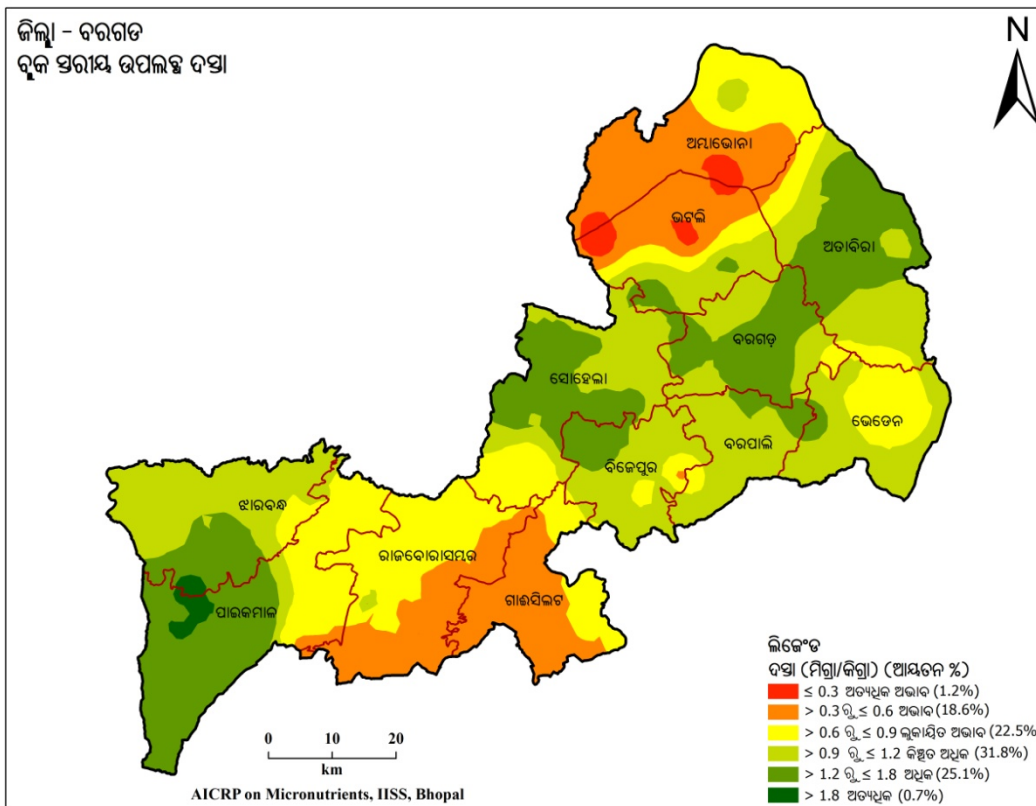 ଜିଲ୍ଲା - ବରଗଡ
ବ୍ଲକ ସ୍ତରୀୟ ଉପଲବ୍ଧ ଦସ୍ତା
N
ଅମ୍ଭାଭୋନା
ଭଟଲି
ଅତାବିରା
ବରଗଡ଼
ସୋହେଲା
ଭେଡେନ
ବରପାଲି
ବିଜେପୁର
ଝାରବନ୍ଧ
ରାଜବୋରାସମ୍ଭର
ଗାଈସିଲଟ
ପାଇକମାଳ
ଲିଜେଂଡ
ଦସ୍ତା (ମିଗ୍ରା/କିଗ୍ରା) (ଆୟତନ %)
≤ 0.3 ଅତ୍ୟଧିକ ଅଭାବ (1.2%)
> 0.3 ରୁ ≤ 0.6 ଅଭାବ (18.6%)
> 0.6 ରୁ ≤ 0.9 ଲୁକାୟିତ ଅଭାବ (22.5%
> 0.9 ରୁ ≤ 1.2 କିଞ୍ଚିତ ଅଧିକ (31.8%)
> 1.2 ରୁ ≤ 1.8 ଅଧିକ (25.1%)
> 1.8 ଅତ୍ୟଧିକ (0.7%)
0 10 20
km
AICRP on Micronutrients, IISS, Bhopal